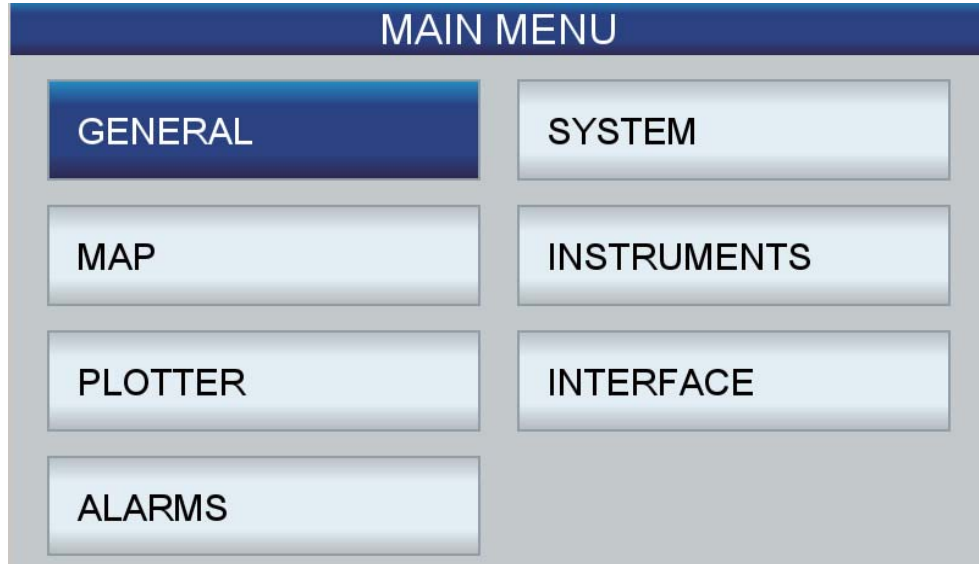 MAIN MENU
GENERAL
SYSTEM
MAP
INSTRUMENTS
PLOTTER
INTERFACE
ALARMS